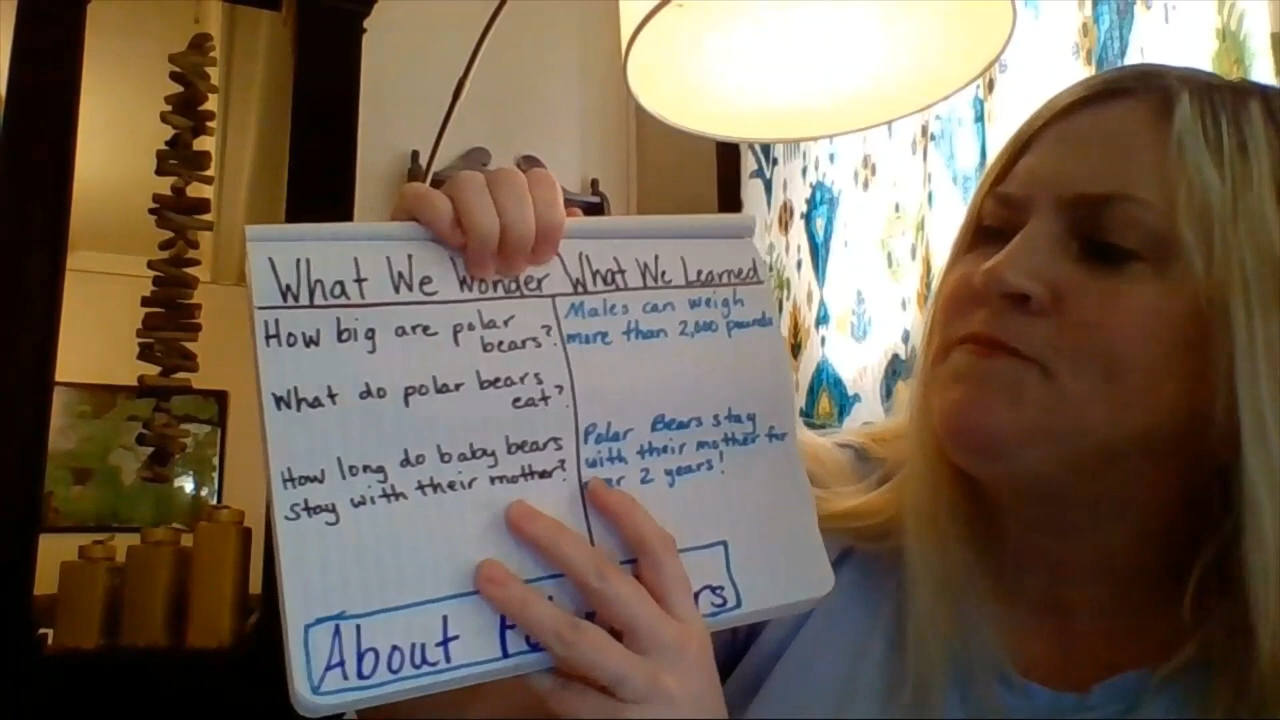 What We Wonder
How big are polar
bears?
What do polar bears
eat?
How long do baby bears
stay with their mother?
What We Learned
Males can weigh
more than 2,000 pounds
Polar Bears stay
with their mother for
2 years!
About